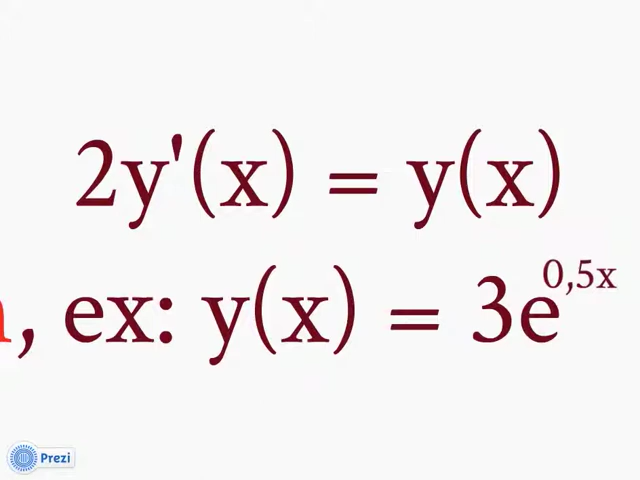 2y'(x) = y(x)
, ex: y(x) = 3e^0,5x
Prezi